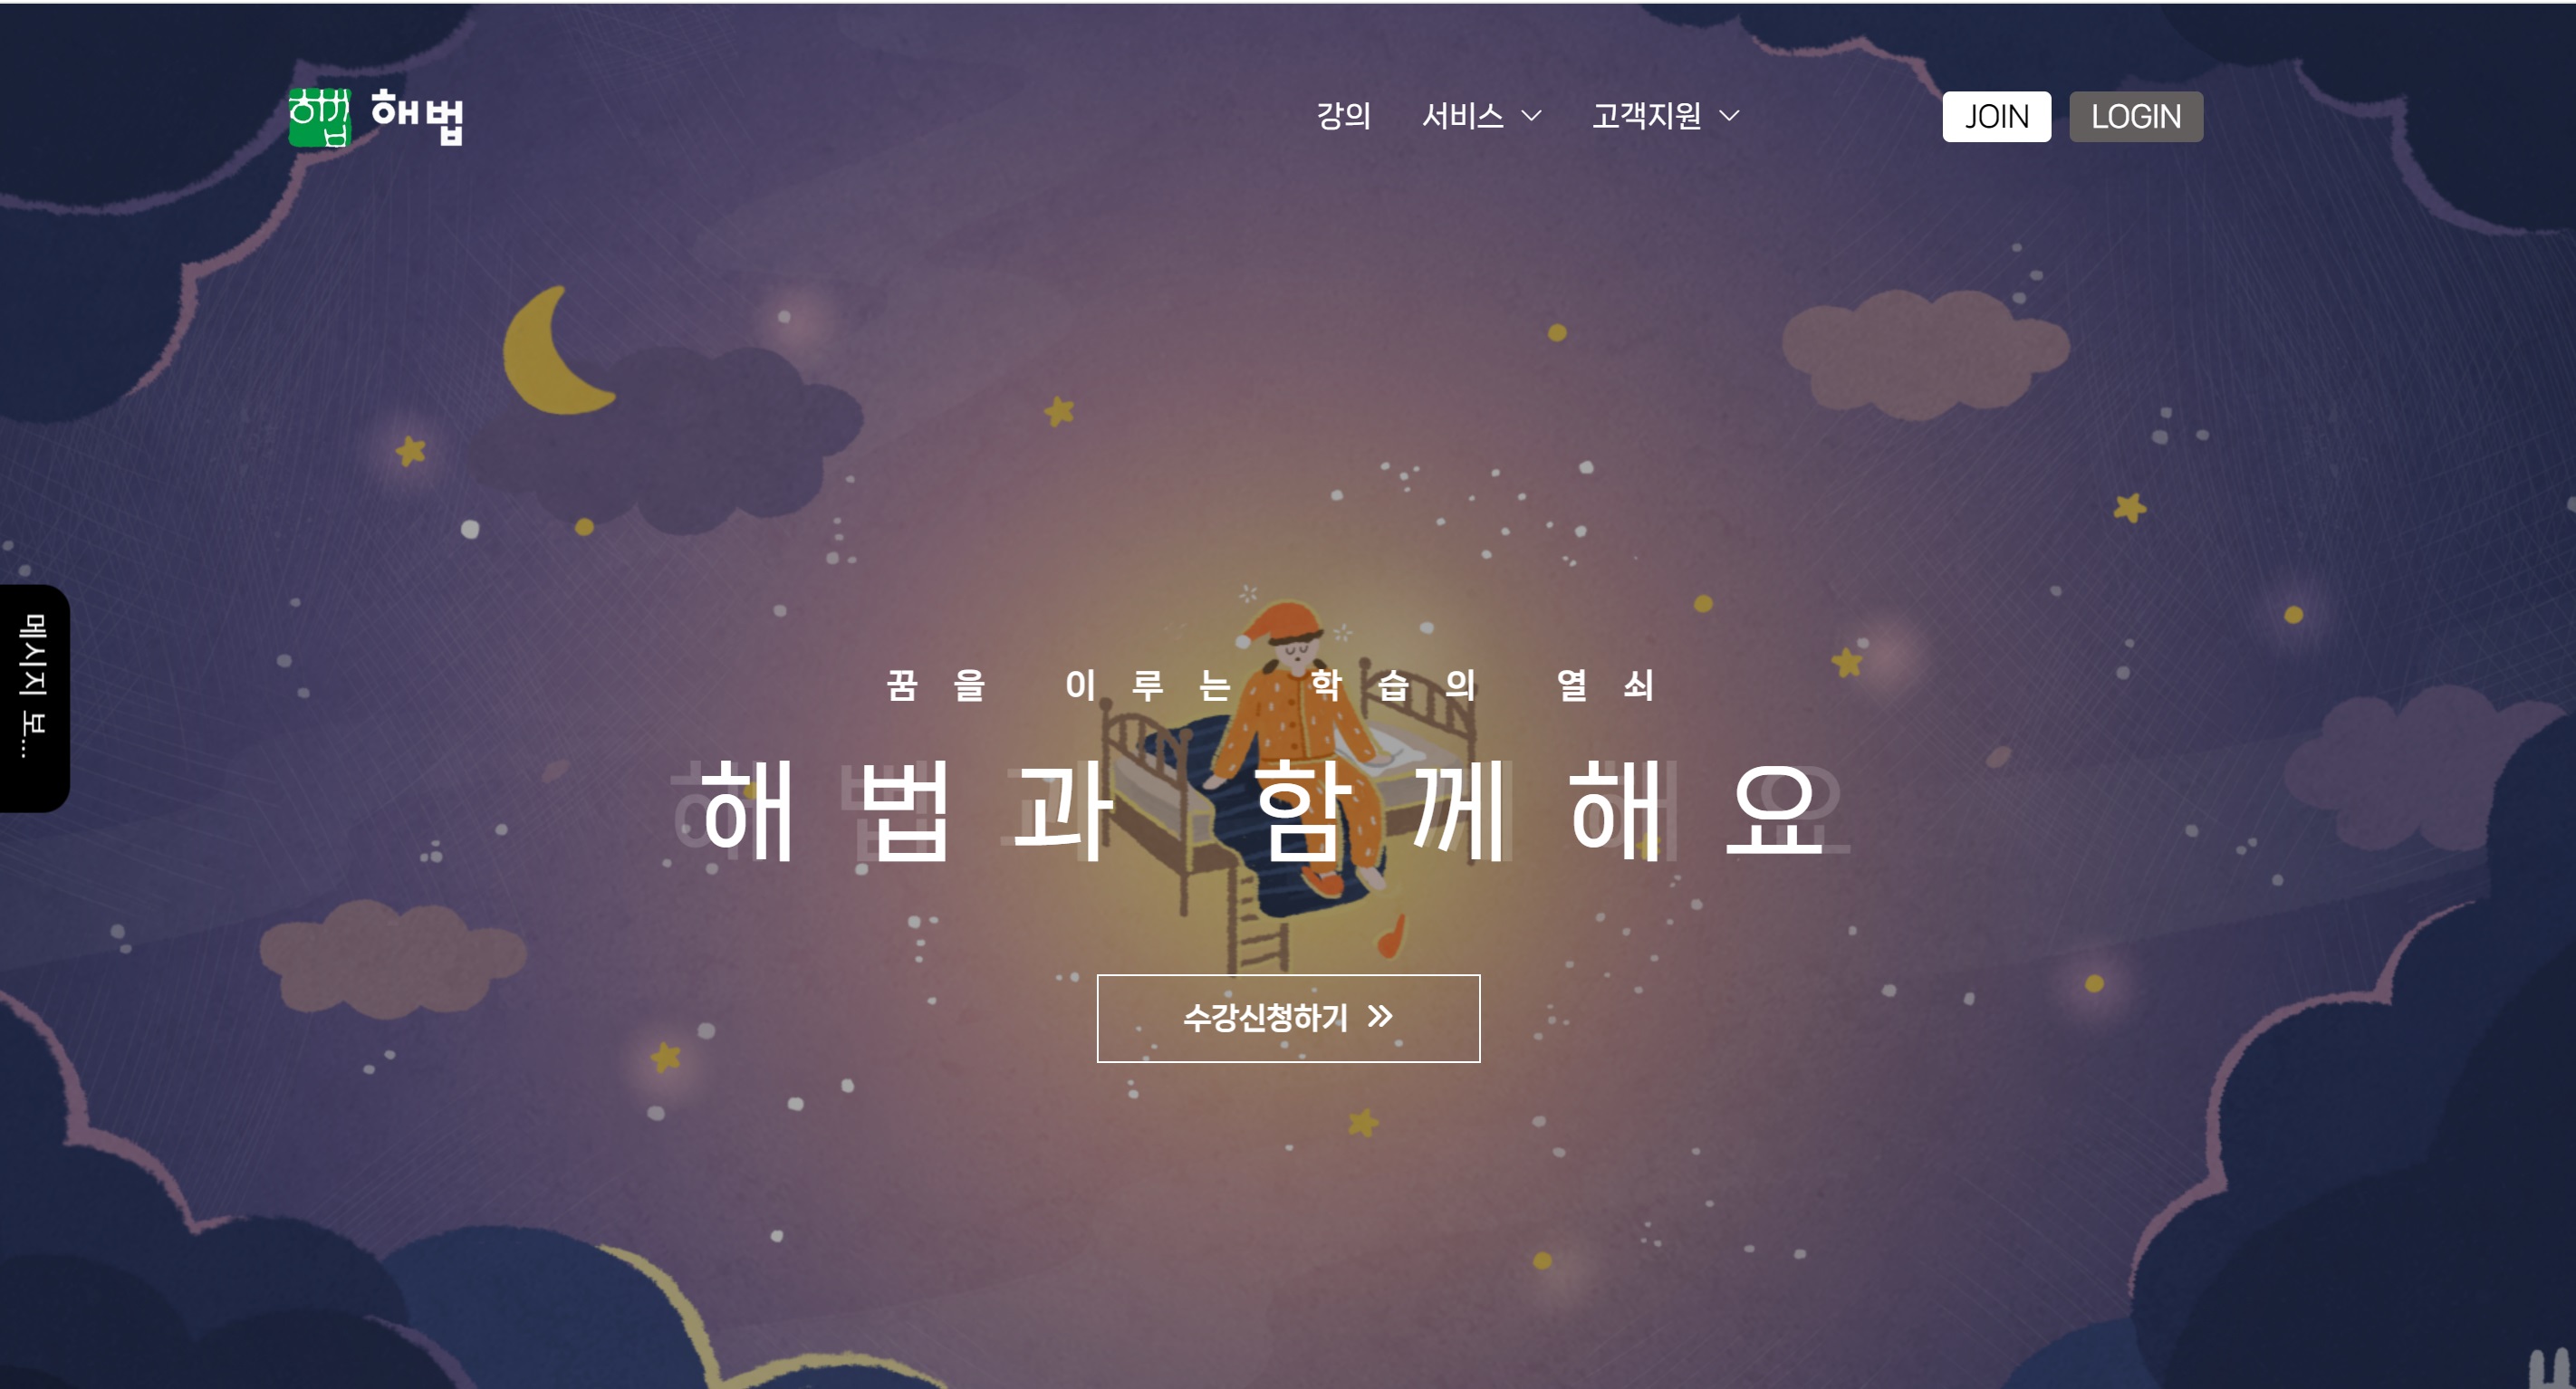 해법 해법
강의 서비스 고객지원 JOIN LOGIN
메시지 보...
꿈을 이루는 학습의 열쇠
해법과 함께해요
수강신청하기